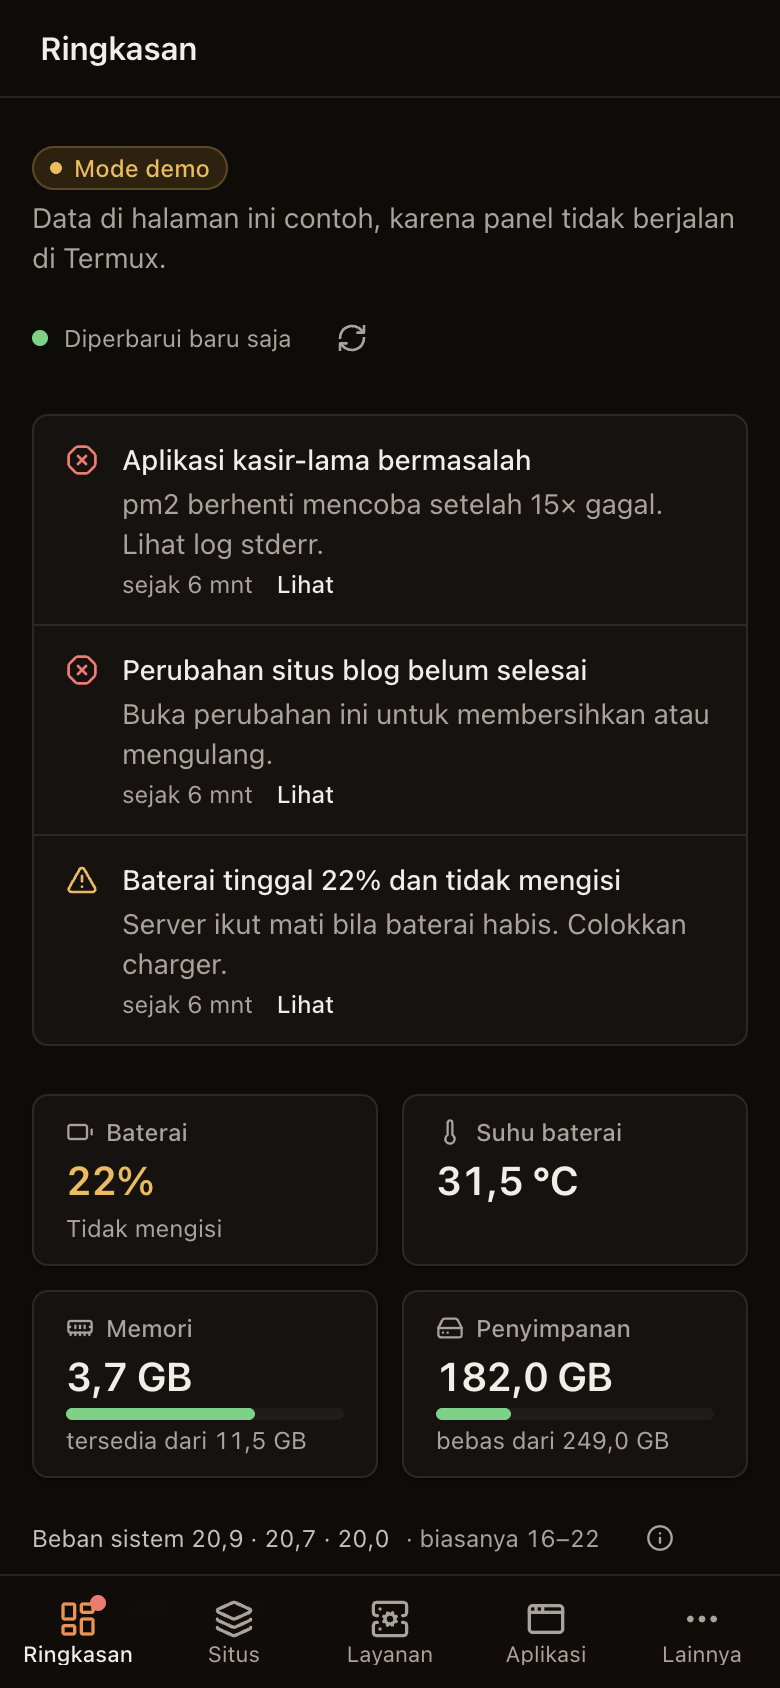 Ringkasan
Mode demo
Data di halaman ini contoh, karena panel tidak berjalan
di Termux.
Diperbarui baru saja
Aplikasi kasir-lama bermasalah
pm2 berhenti mencoba setelah 15× gagal.
Lihat log stderr.
sejak 6 mnt Lihat
Perubahan situs blog belum selesai
Buka perubahan ini untuk membersihkan atau
mengulang.
sejak 6 mnt Lihat
Baterai tinggal 22% dan tidak mengisi
Server ikut mati bila baterai habis. Colokkan
charger.
sejak 6 mnt Lihat
Baterai
22%
Tidak mengisi
Suhu baterai
31,5 °C
Memori
3,7 GB
tersedia dari 11,5 GB
Penyimpanan
182,0 GB
bebas dari 249,0 GB
Beban sistem 20,9 · 20,7 · 20,0 · biasanya 16–22
Ringkasan Situs Layanan Aplikasi Lainnya